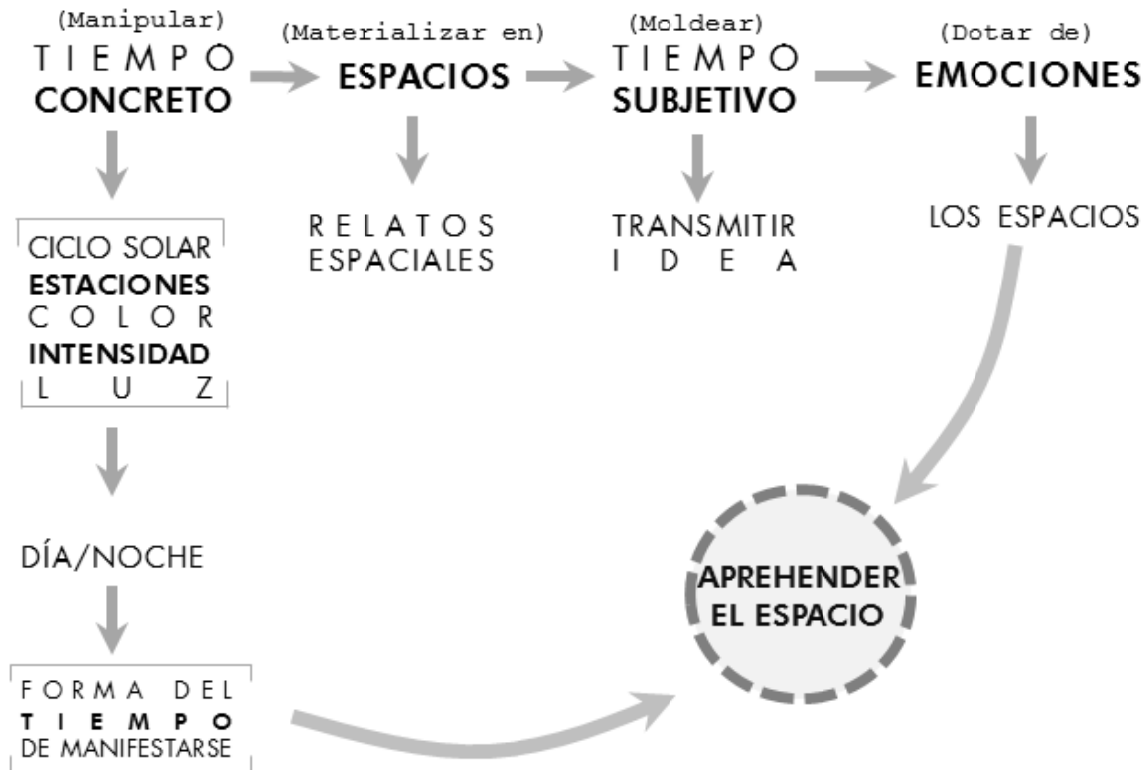 (Manipular)
TIEMPO
CONCRETO
(Materializar en)
ESPACIOS
(Moldear)
TIEMPO
SUBJETIVO
(Dotar de)
EMOCIONES
CICLO SOLAR
ESTACIONES
COLOR
INTENSIDAD
LUZ
RELATOS
ESPACIALES
TRANSMITIR
IDEA
LOS ESPACIOS
DÍA/NOCHE
FORMA DEL
TIEMPO
DE MANIFESTARSE
APREHENDER
EL ESPACIO